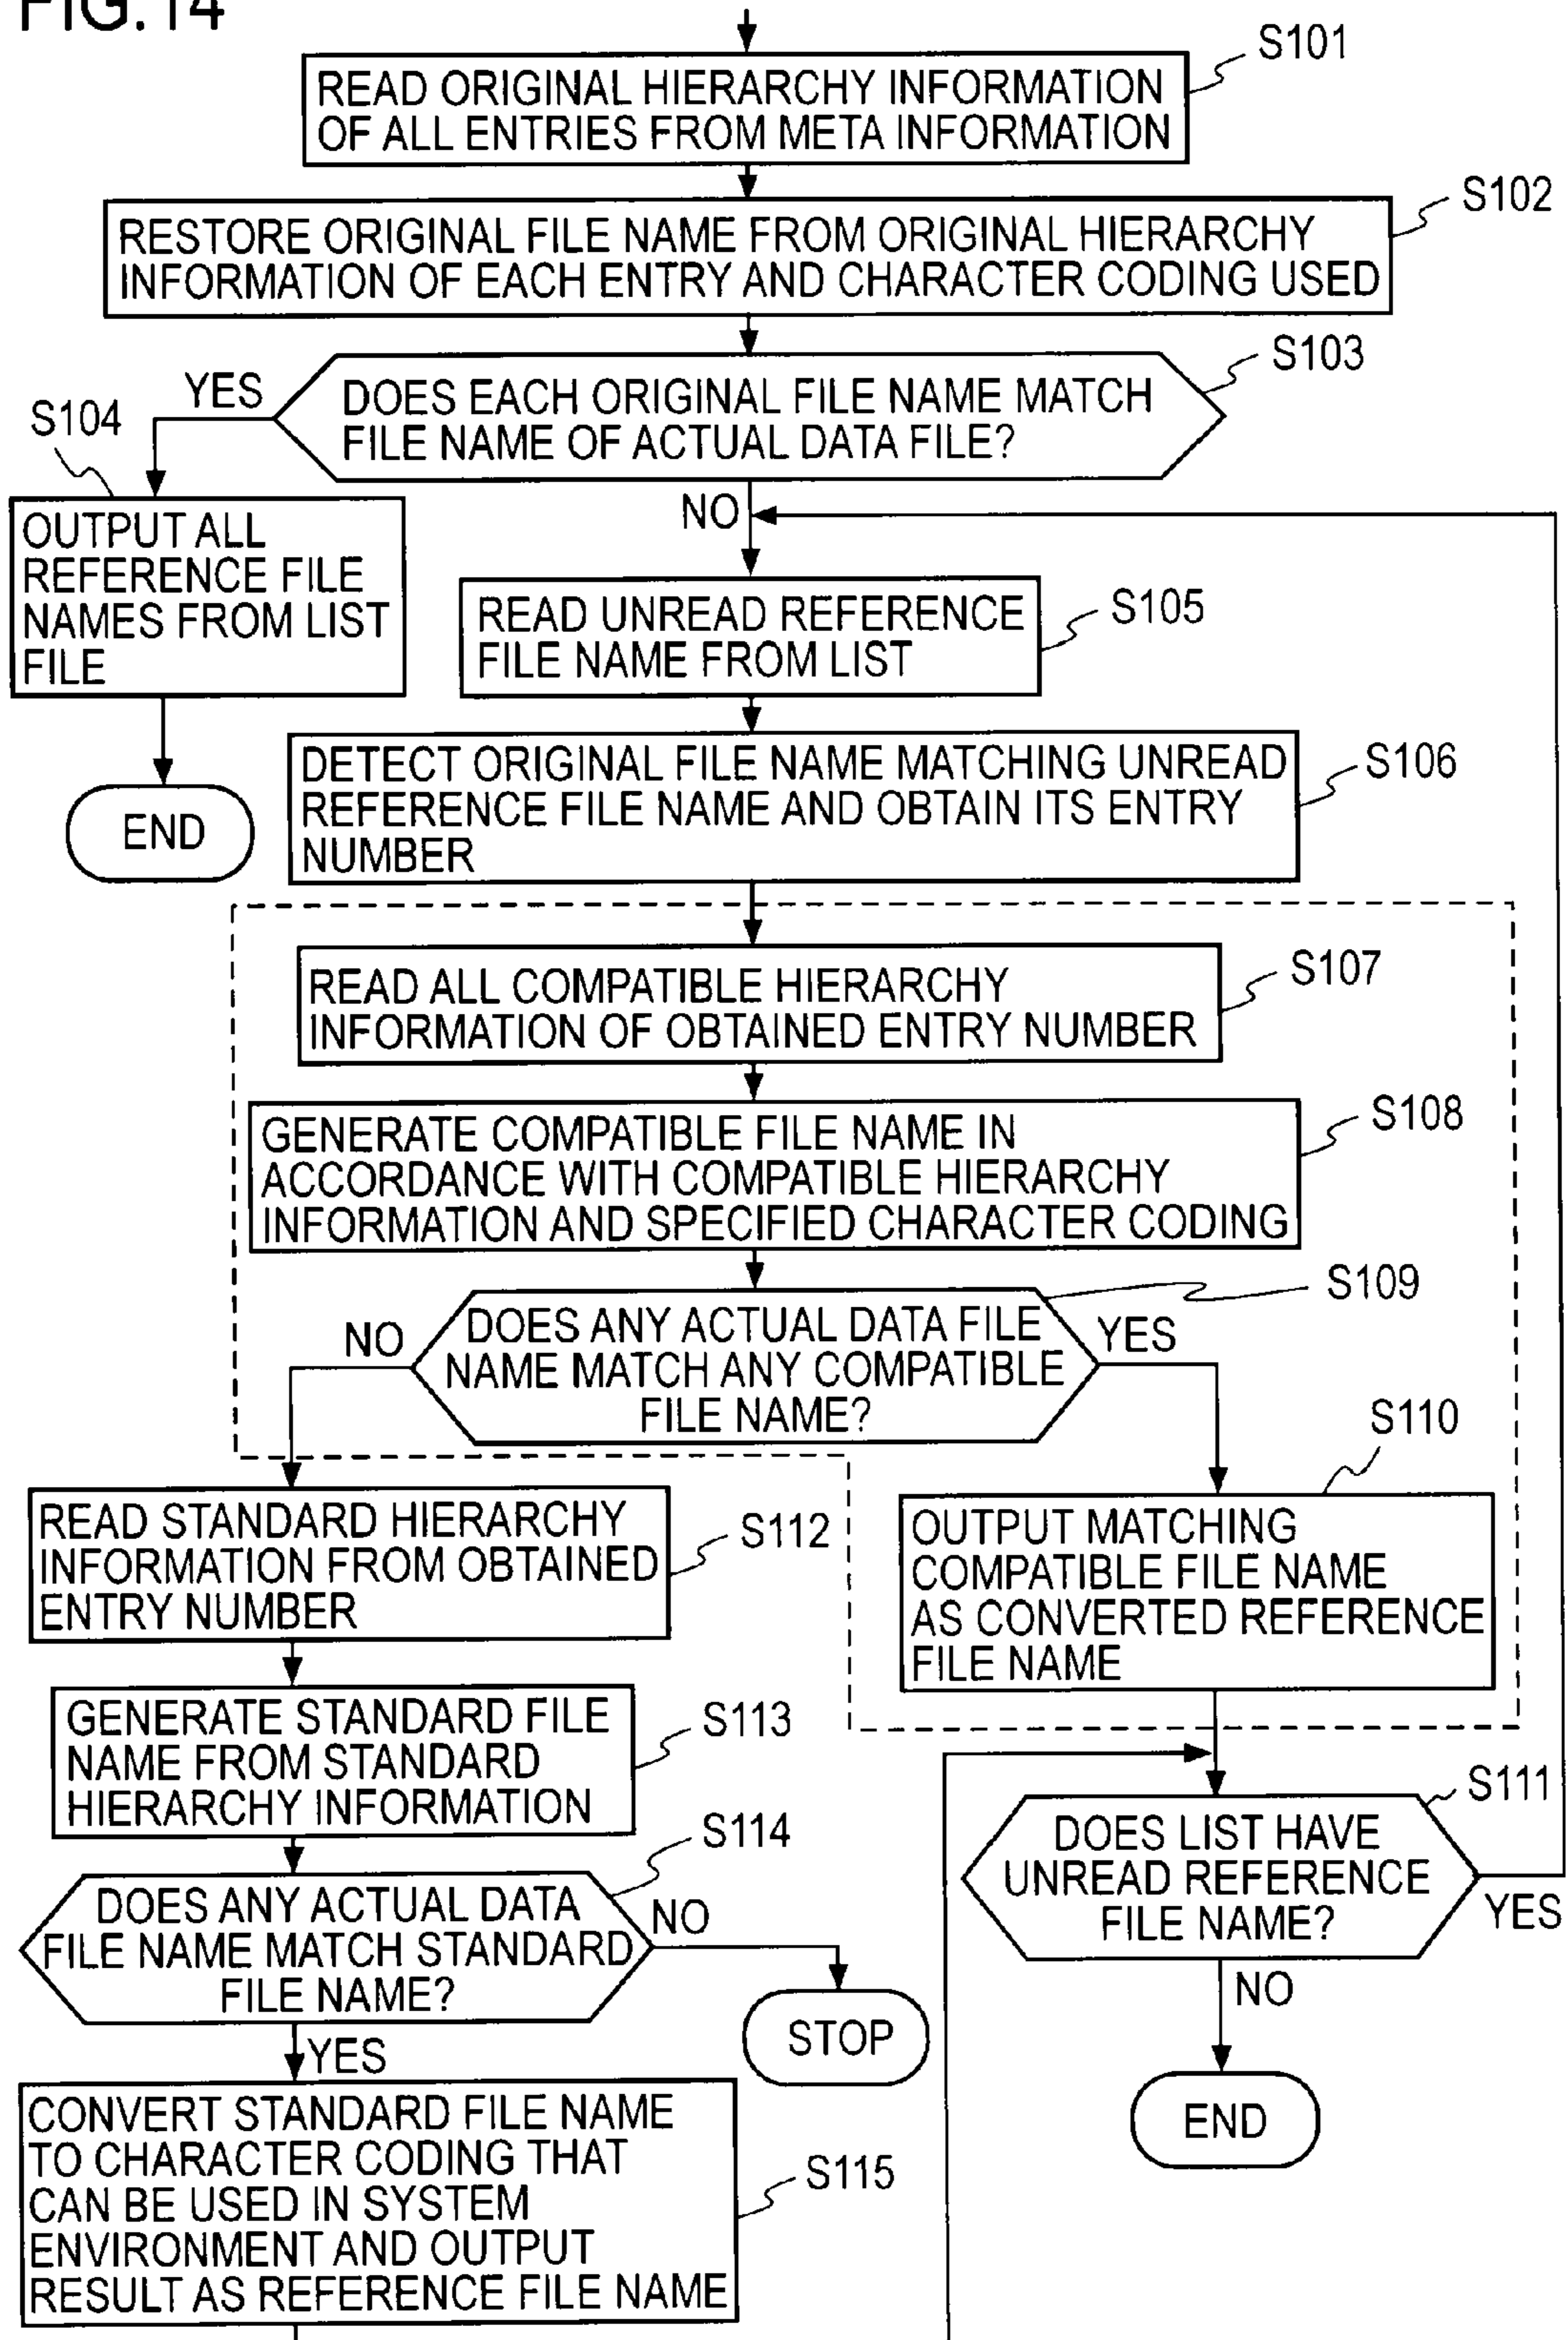 FIG. 14
S101
READ ORIGINAL HIERARCHY INFORMATION
OF ALL ENTRIES FROM META INFORMATION
S102
RESTORE ORIGINAL FILE NAME FROM ORIGINAL HIERARCHY
INFORMATION OF EACH ENTRY AND CHARACTER CODING USED
S103
DOES EACH ORIGINAL FILE NAME MATCH
FILE NAME OF ACTUAL DATA FILE?
YES
S104
OUTPUT ALL
REFERENCE FILE
NAMES FROM LIST
FILE
END
NO
S105
READ UNREAD REFERENCE
FILE NAME FROM LIST
S106
DETECT ORIGINAL FILE NAME MATCHING UNREAD
REFERENCE FILE NAME AND OBTAIN ITS ENTRY
NUMBER
S107
READ ALL COMPATIBLE HIERARCHY
INFORMATION OF OBTAINED ENTRY NUMBER
S108
GENERATE COMPATIBLE FILE NAME IN
ACCORDANCE WITH COMPATIBLE HIERARCHY
INFORMATION AND SPECIFIED CHARACTER CODING
S109
DOES ANY ACTUAL DATA FILE
NAME MATCH ANY COMPATIBLE
FILE NAME?
NO
YES
S110
OUTPUT MATCHING
COMPATIBLE FILE NAME
AS CONVERTED REFERENCE
FILE NAME
S112
READ STANDARD HIERARCHY
INFORMATION FROM OBTAINED
ENTRY NUMBER
S113
GENERATE STANDARD FILE
NAME FROM STANDARD
HIERARCHY INFORMATION
S111
DOES LIST HAVE
UNREAD REFERENCE
FILE NAME?
YES
NO
END
S114
DOES ANY ACTUAL DATA
FILE NAME MATCH STANDARD
FILE NAME?
NO
STOP
YES
S115
CONVERT STANDARD FILE NAME
TO CHARACTER CODING THAT
CAN BE USED IN SYSTEM
ENVIRONMENT AND OUTPUT
RESULT AS REFERENCE FILE NAME